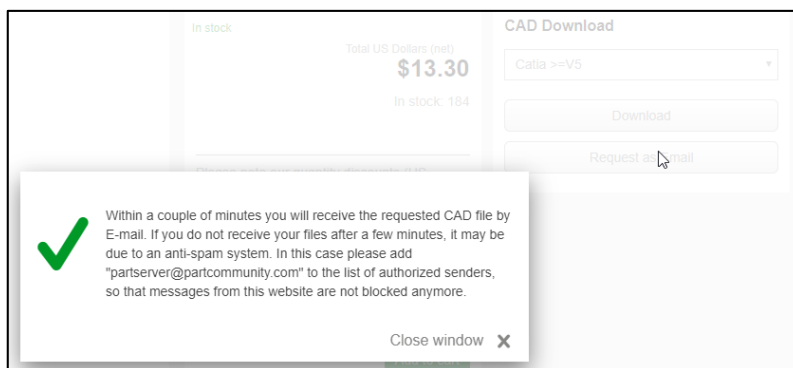 In stock
Total US Dollars (net)
$13.30
In stock: 184
CAD Download
Catia >=V5
Download
Request as Email
Within a couple of minutes you will receive the requested CAD file by
E-mail. If you do not receive your files after a few minutes, it may be
due to an anti-spam system. In this case please add
"partserver@partcommunity.com" to the list of authorized senders,
so that messages from this website are not blocked anymore.
Close window